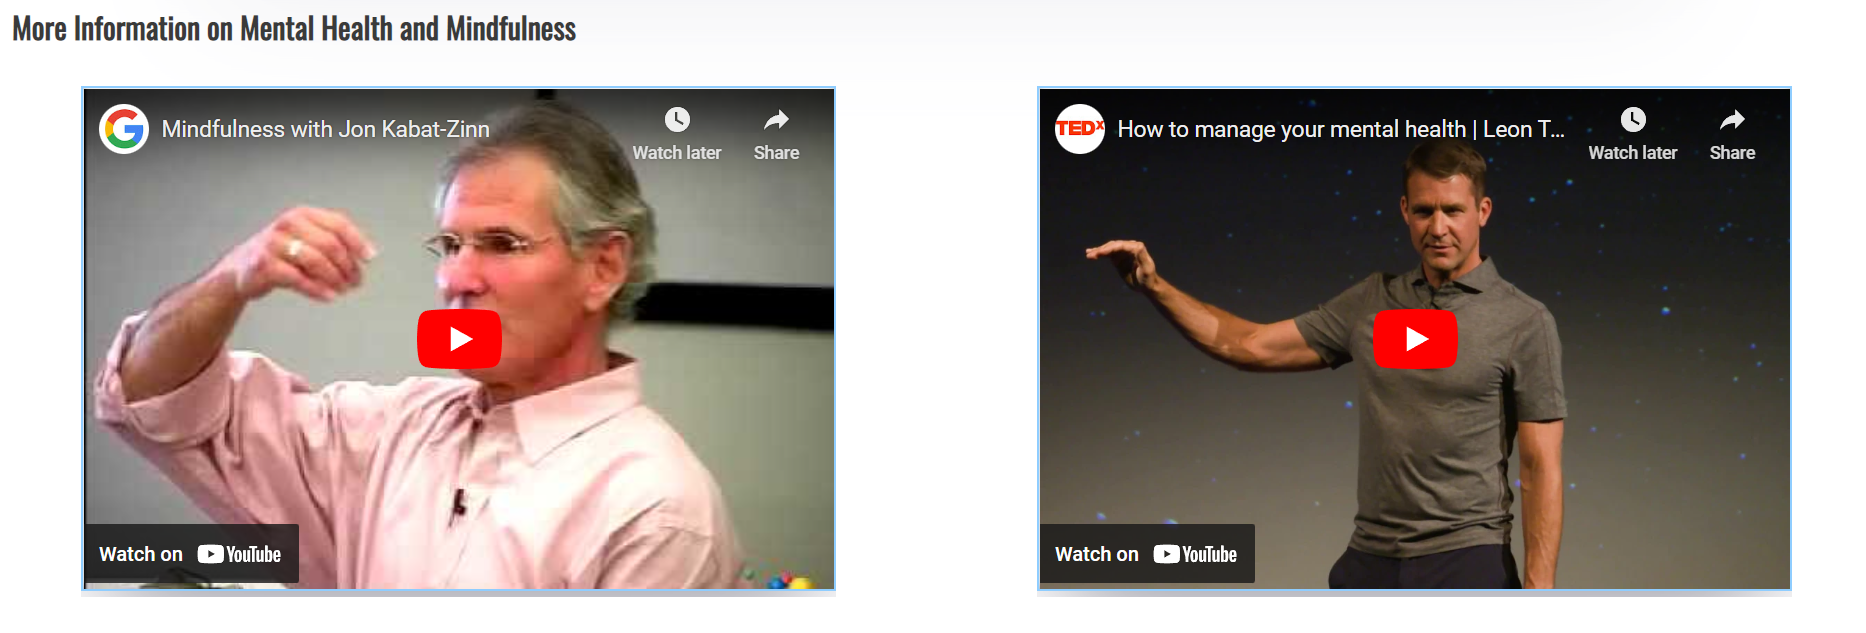 More Information on Mental Health and Mindfulness
Mindfulness with Jon Kabat-Zinn
Watch later
Share
Watch on YouTube
TEDx
How to manage your mental health | Leon T...
Watch later
Share
Watch on YouTube